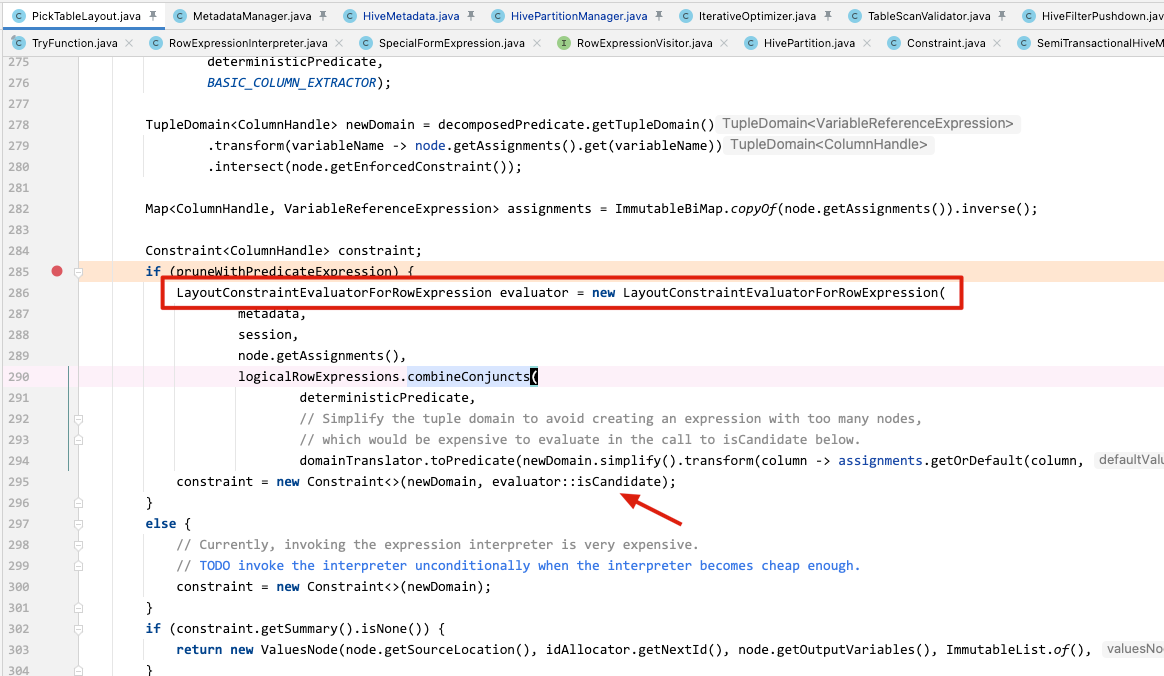 PickTableLayout.java MetadataManager.java HiveMetadata.java HivePartitionManager.java IterativeOptimizer.java TableScanValidator.java HiveFilterPushdown.jav
TryFunction.java RowExpressionInterpreter.java SpecialFormExpression.java RowExpressionVisitor.java HivePartition.java Constraint.java SemiTransactionalHiveM
275 deterministicPredicate,
276 BASIC_COLUMN_EXTRACTOR);
277
278 TupleDomain<ColumnHandle> newDomain = decomposedPredicate.getTupleDomain() TupleDomain<VariableReferenceExpression>
279 .transform(variableName -> node.getAssignments().get(variableName)) TupleDomain<ColumnHandle>
280 .intersect(node.getEnforcedConstraint());
281
282 Map<ColumnHandle, VariableReferenceExpression> assignments = ImmutableBiMap.copyOf(node.getAssignments()).inverse();
283
284 Constraint<ColumnHandle> constraint;
285 if (pruneWithPredicateExpression) {
286 LayoutConstraintEvaluatorForRowExpression evaluator = new LayoutConstraintEvaluatorForRowExpression(
287 metadata,
288 session,
289 node.getAssignments(),
290 logicalRowExpressions.combineConjuncts(
291 deterministicPredicate,
292 // Simplify the tuple domain to avoid creating an expression with too many nodes,
293 // which would be expensive to evaluate in the call to isCandidate below.
294 domainTranslator.toPredicate(newDomain.simplify().transform(column -> assignments.getOrDefault(column, defaultValu
295 constraint = new Constraint<>(newDomain, evaluator::isCandidate);
296 }
297 else {
298 // Currently, invoking the expression interpreter is very expensive.
299 // TODO invoke the interpreter unconditionally when the interpreter becomes cheap enough.
300 constraint = new Constraint<>(newDomain);
301 }
302 if (constraint.getSummary().isNone()) {
303 return new ValuesNode(node.getSourceLocation(), idAllocator.getNextId(), node.getOutputVariables(), ImmutableList.of(), valuesNo
304 }